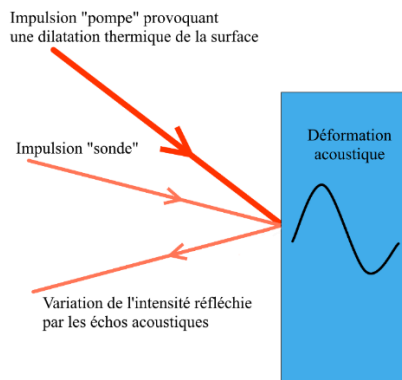 Impulsion "pompe" provoquant
une dilatation thermique de la surface
Déformation
acoustique
Impulsion "sonde"
Variation de l'intensité réfléchie
par les échos acoustiques